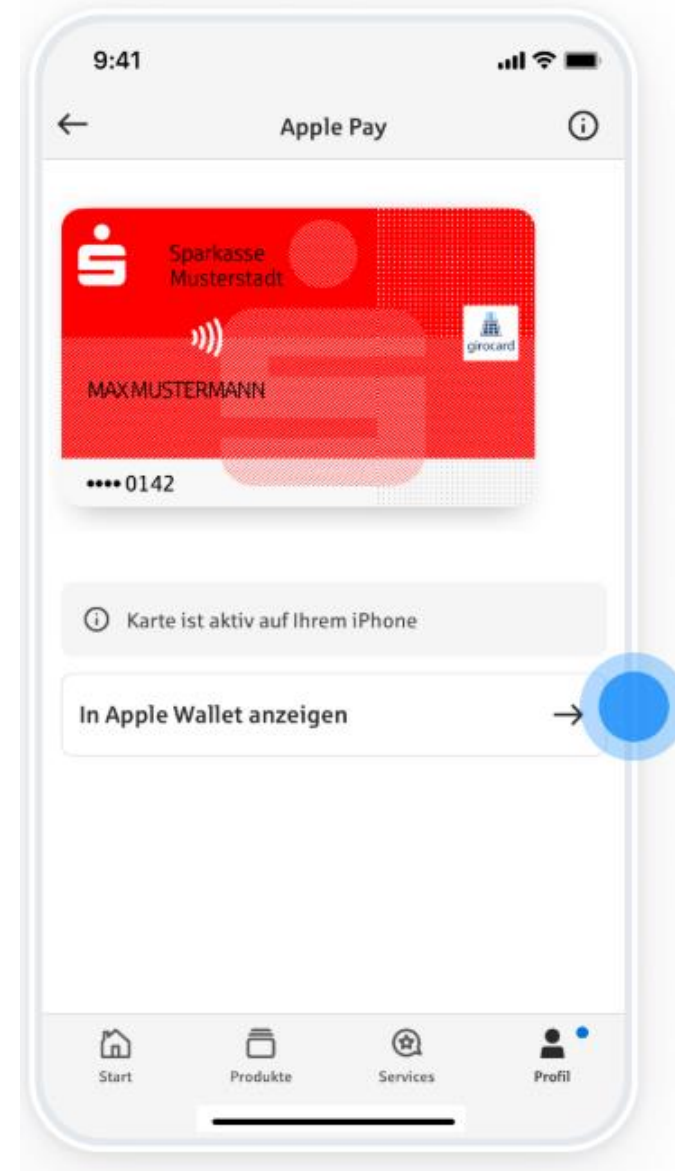 9:41
Apple Pay
Sparkasse
Musterstadt
girocard
MAX MUSTERMANN
•••• 0142
Karte ist aktiv auf Ihrem iPhone
In Apple Wallet anzeigen
Start
Produkte
Services
Profil